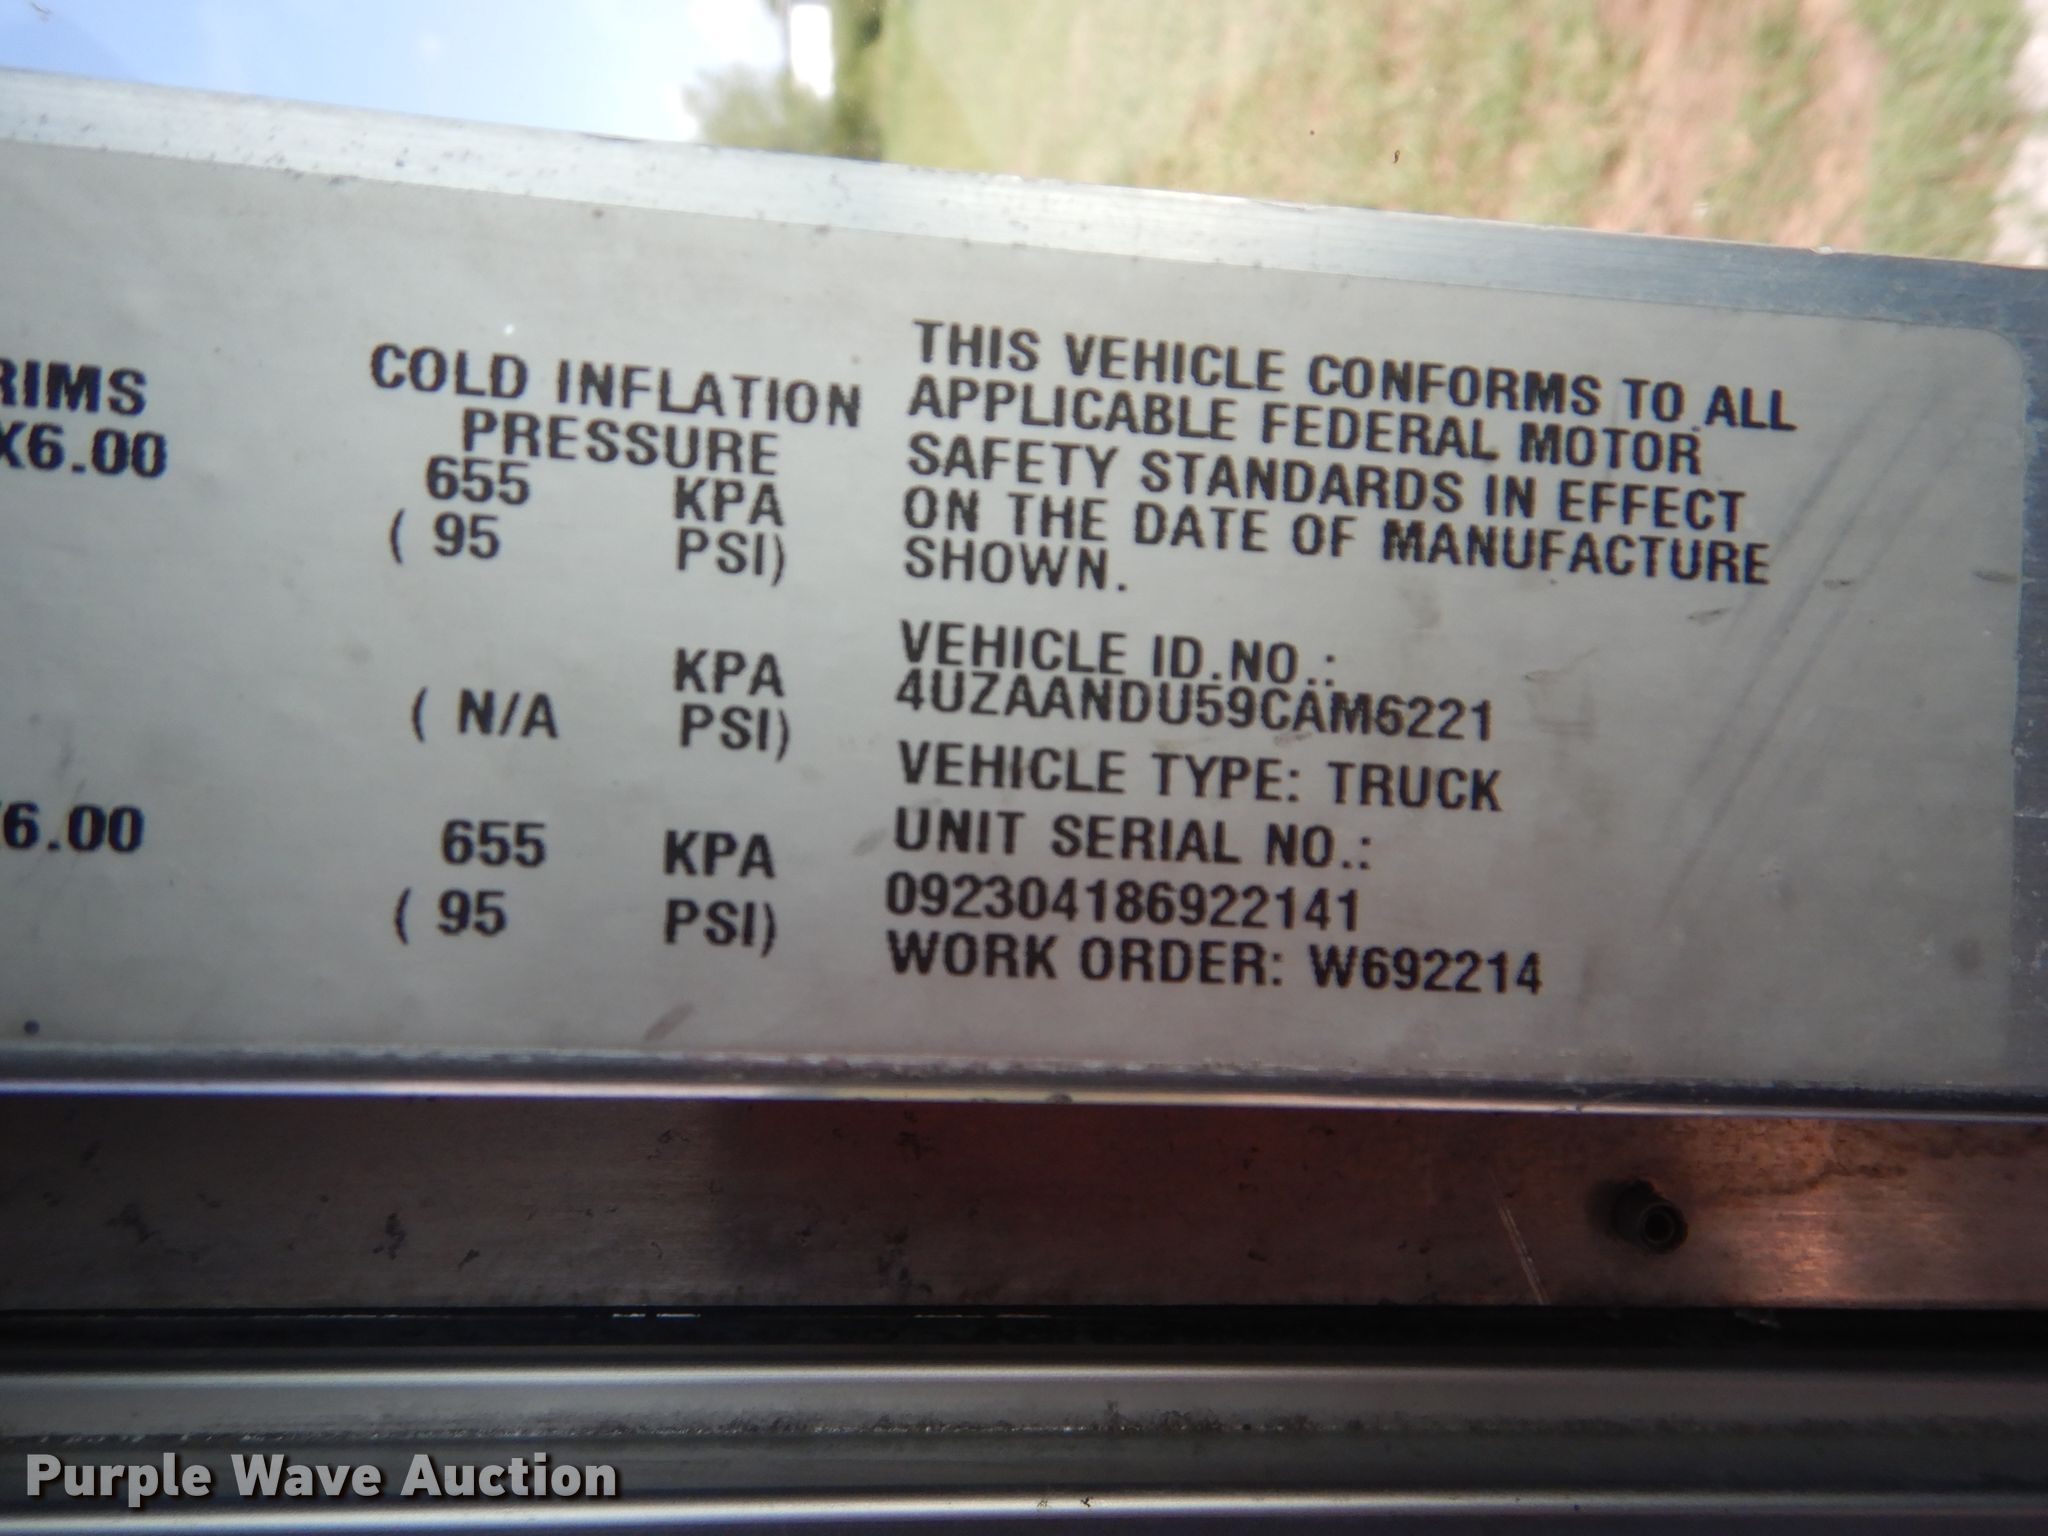 RIMS
X6.00
6.00
COLD INFLATION
PRESSURE
655 KPA
( 95 PSI)
KPA
( N/A PSI)
655 KPA
( 95 PSI)
THIS VEHICLE CONFORMS TO ALL
APPLICABLE FEDERAL MOTOR
SAFETY STANDARDS IN EFFECT
ON THE DATE OF MANUFACTURE
SHOWN.
VEHICLE ID.NO.:
4UZAANDU59CAM6221
VEHICLE TYPE: TRUCK
UNIT SERIAL NO.:
092304186922141
WORK ORDER: W692214
Purple Wave Auction